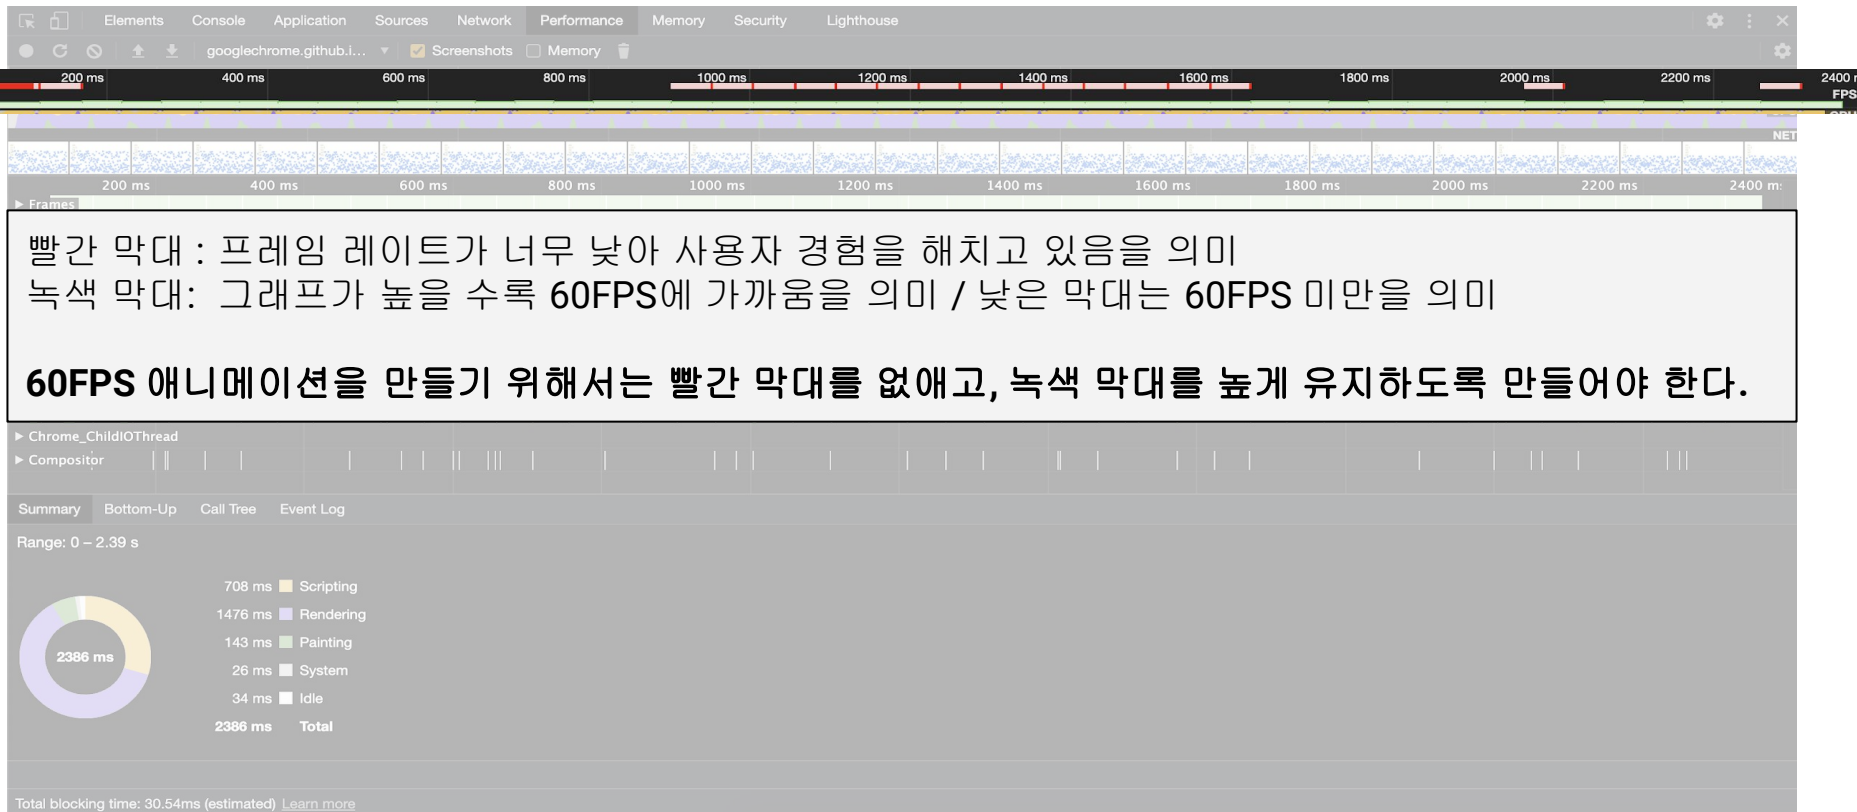 Elements Console Application Sources Network Performance Memory Security Lighthouse
googlechrome.github.i... Screenshots Memory
200 ms 400 ms 600 ms 800 ms 1000 ms 1200 ms 1400 ms 1600 ms 1800 ms 2000 ms 2200 ms 2400
FPS
NET
200 ms 400 ms 600 ms 800 ms 1000 ms 1200 ms 1400 ms 1600 ms 1800 ms 2000 ms 2200 ms 2400 m
Frames
빨간 막대 : 프레임 레이트가 너무 낮아 사용자 경험을 해치고 있음을 의미
녹색 막대: 그래프가 높을 수록 60FPS에 가까움을 의미 / 낮은 막대는 60FPS 미만을 의미
60FPS 애니메이션을 만들기 위해서는 빨간 막대를 없애고, 녹색 막대를 높게 유지하도록 만들어야 한다.
Chrome_ChildIOThread
Compositor
Summary Bottom-Up Call Tree Event Log
Range: 0 – 2.39 s
708 ms Scripting
1476 ms Rendering
143 ms Painting
2386 ms
26 ms System
34 ms Idle
2386 ms Total
Total blocking time: 30.54ms (estimated) Learn more